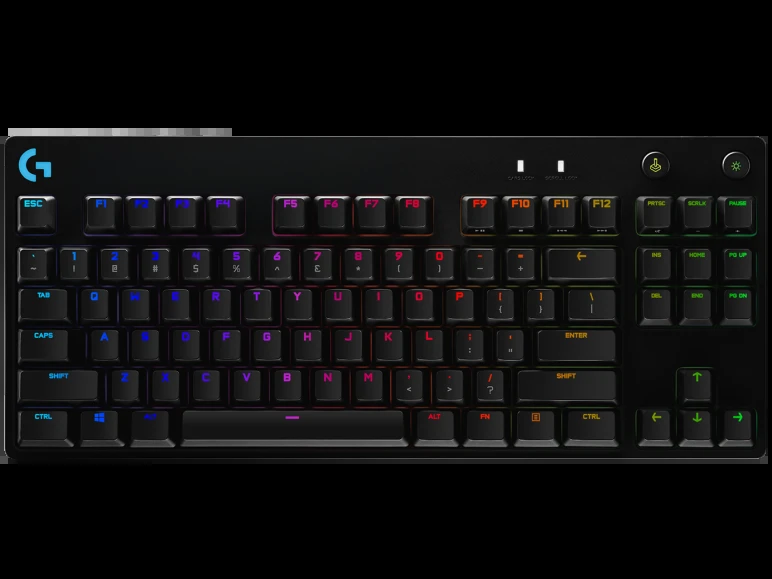 G
ESC F1 F2 F3 F4 F5 F6 F7 F8 F9 F10 F11 F12 PRTSC SCRLK PAUSE
` 1 2 3 4 5 6 7 8 9 0 - = ← INS HOME PG UP
~ ! @ # $ % ^ & * ( ) _ +
TAB Q W E R T Y U I O P [ ] \ DEL END PG DN
{ } |
CAPS A S D F G H J K L ; ' ENTER
: "
SHIFT Z X C V B N M , . / SHIFT ↑
< > ?
CTRL ALT ALT FN CTRL ← ↓ →